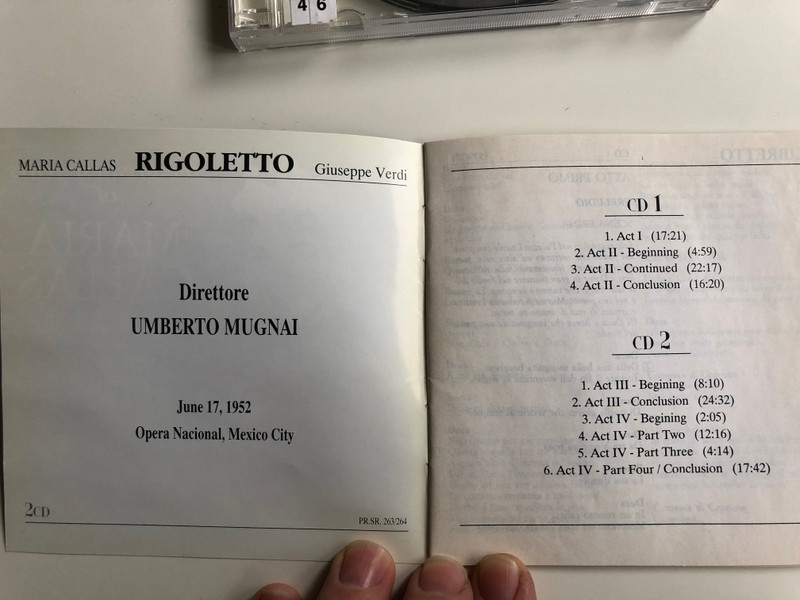 4 6
MARIA CALLAS RIGOLETTO Giuseppe Verdi
Direttore
UMBERTO MUGNAI
June 17, 1952
Opera Nacional, Mexico City
2CD
PR.SR. 263/264
CD 1
1. Act I (17:21)
2. Act II - Beginning (4:59)
3. Act II - Continued (22:17)
4. Act II - Conclusion (16:20)
CD 2
1. Act III - Begining (8:10)
2. Act III - Conclusion (24:32)
3. Act IV - Begining (2:05)
4. Act IV - Part Two (12:16)
5. Act IV - Part Three (4:14)
6. Act IV - Part Four / Conclusion (17:42)